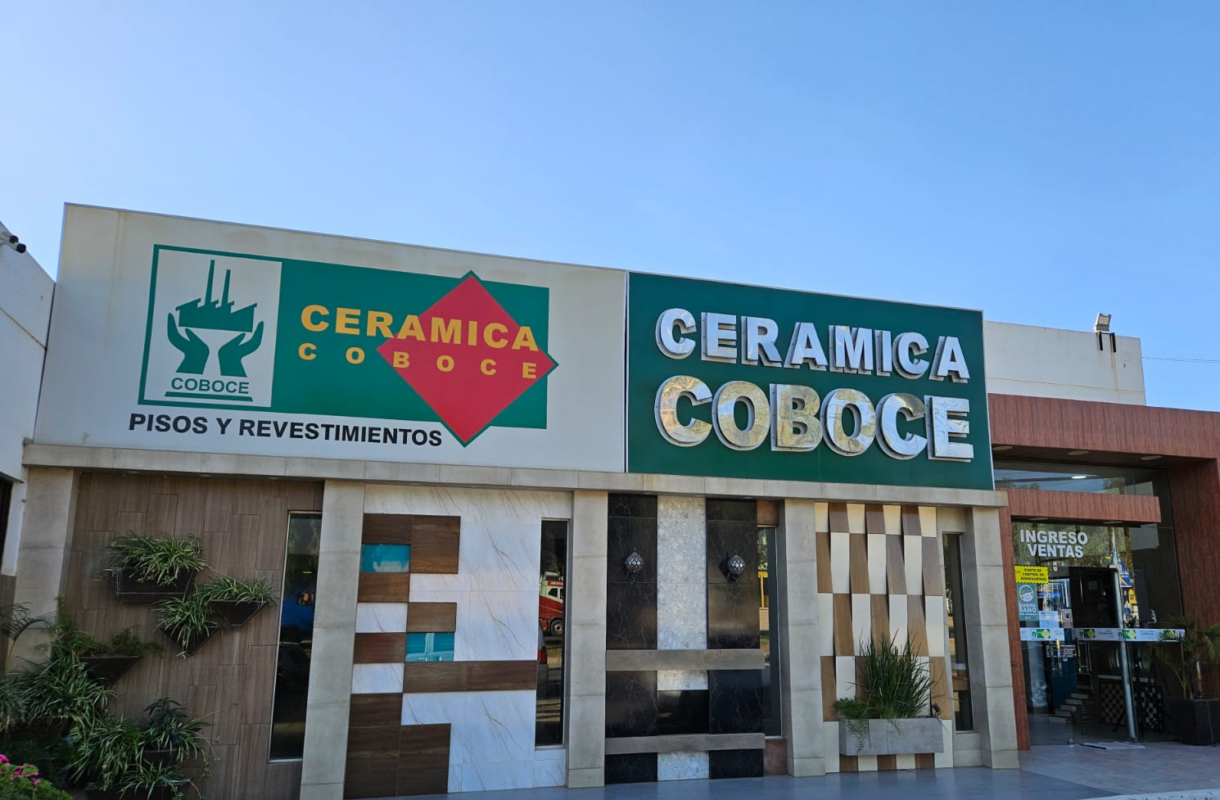 COBOCE
CERAMICA
COBOCE
PISOS Y REVESTIMIENTOS
CERAMICA
COBOCE
INGRESO
VENTAS